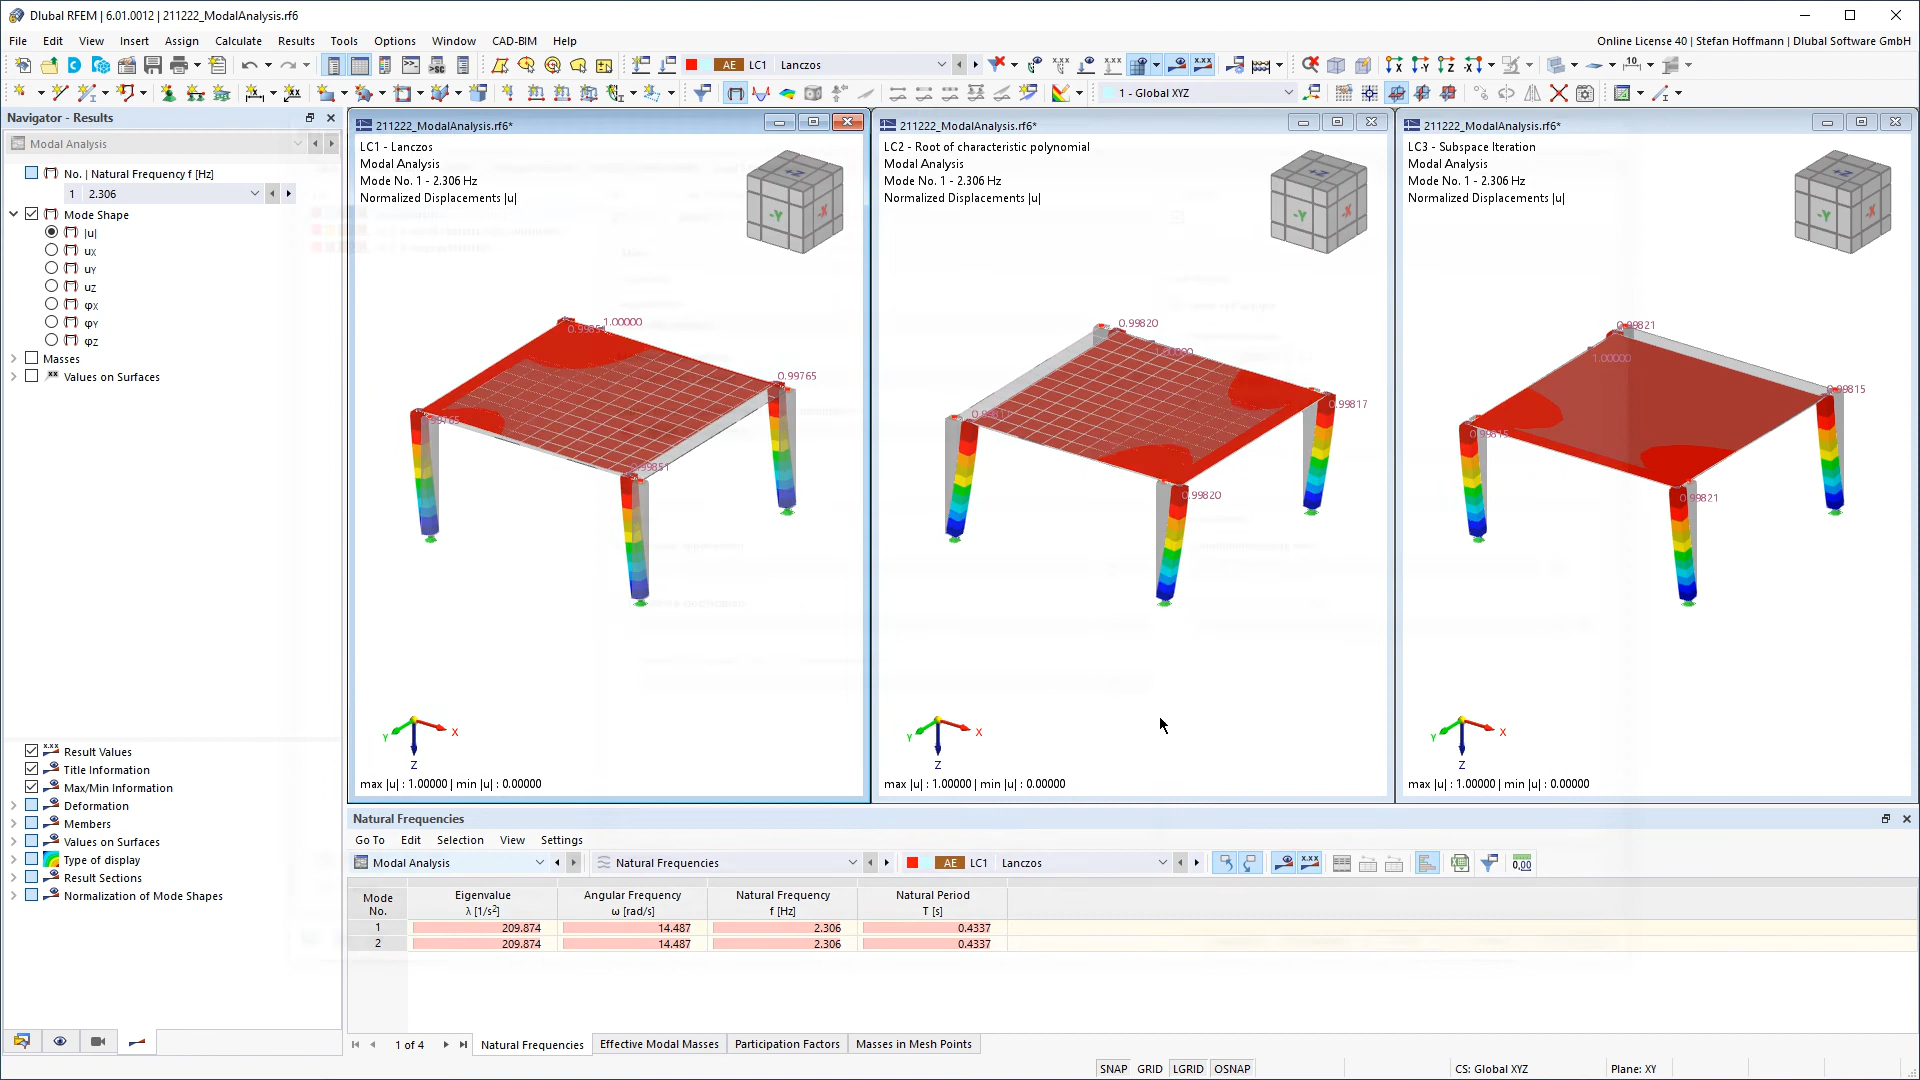 Dlubal RFEM | 6.01.0012 | 211222_ModalAnalysis.rf6
File Edit View Insert Assign Calculate Results Tools Options Window CAD-BIM Help
Online License 40 | Stefan Hoffmann | Dlubal Software GmbH
AE LC1 Lanczos
1 - Global XYZ
Navigator - Results
Modal Analysis
No. | Natural Frequency f [Hz]
1 2.306
Mode Shape
|u|
uX
uY
uZ
φX
φY
φZ
Masses
Values on Surfaces
Result Values
Title Information
Max/Min Information
Deformation
Members
Values on Surfaces
Type of display
Result Sections
Normalization of Mode Shapes
211222_ModalAnalysis.rf6*
LC1 - Lanczos
Modal Analysis
Mode No. 1 - 2.306 Hz
Normalized Displacements |u|
1.00000
0.99765
0.99851
X
Y
Z
max |u| : 1.00000 | min |u| : 0.00000
211222_ModalAnalysis.rf6*
LC2 - Root of characteristic polynomial
Modal Analysis
Mode No. 1 - 2.306 Hz
Normalized Displacements |u|
0.99820
1.00000
0.99817
0.99820
X
Y
Z
max |u| : 1.00000 | min |u| : 0.00000
211222_ModalAnalysis.rf6*
LC3 - Subspace Iteration
Modal Analysis
Mode No. 1 - 2.306 Hz
Normalized Displacements |u|
0.99821
1.00000
0.99815
0.99815
0.99821
X
Y
Z
max |u| : 1.00000 | min |u| : 0.00000
Natural Frequencies
Go To Edit Selection View Settings
Modal Analysis Natural Frequencies AE LC1 Lanczos
Mode No. Eigenvalue λ [1/s²] Angular Frequency ω [rad/s] Natural Frequency f [Hz] Natural Period T [s]
1 209.874 14.487 2.306 0.4337
2 209.874 14.487 2.306 0.4337
1 of 4 Natural Frequencies Effective Modal Masses Participation Factors Masses in Mesh Points
SNAP GRID LGRID OSNAP CS: Global XYZ Plane: XY